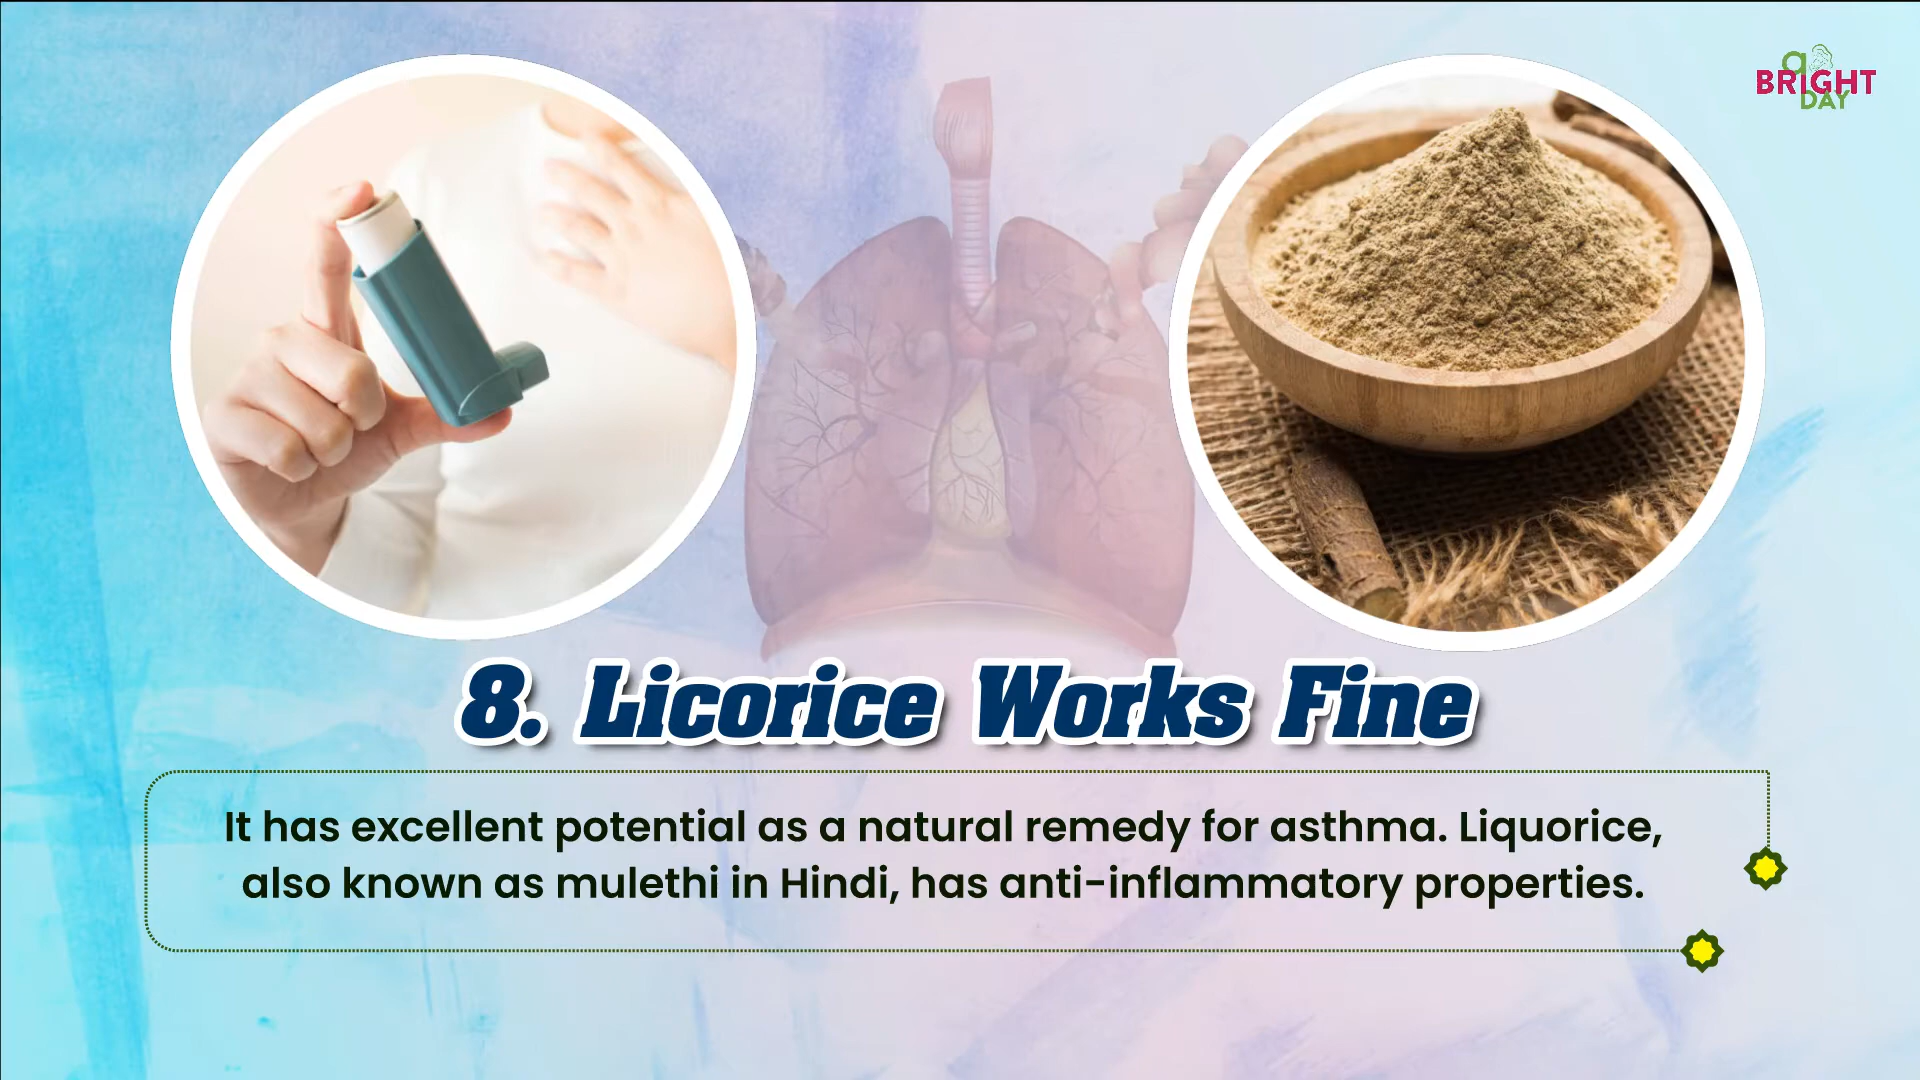 a
BRIGHT
DAY
8. Licorice Works Fine
It has excellent potential as a natural remedy for asthma. Liquorice,
also known as mulethi in Hindi, has anti-inflammatory properties.